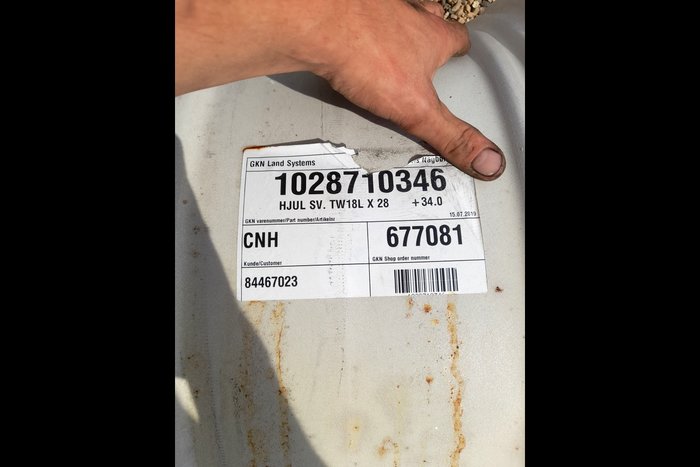 GKN Land Systems
1028710346
HJUL SV. TW18L X 28 +34.0
GKN varenummer/Part number/Artikelnr
15.07.2019
CNH
677081
Kunde/Customer
GKN Shop order number
84467023